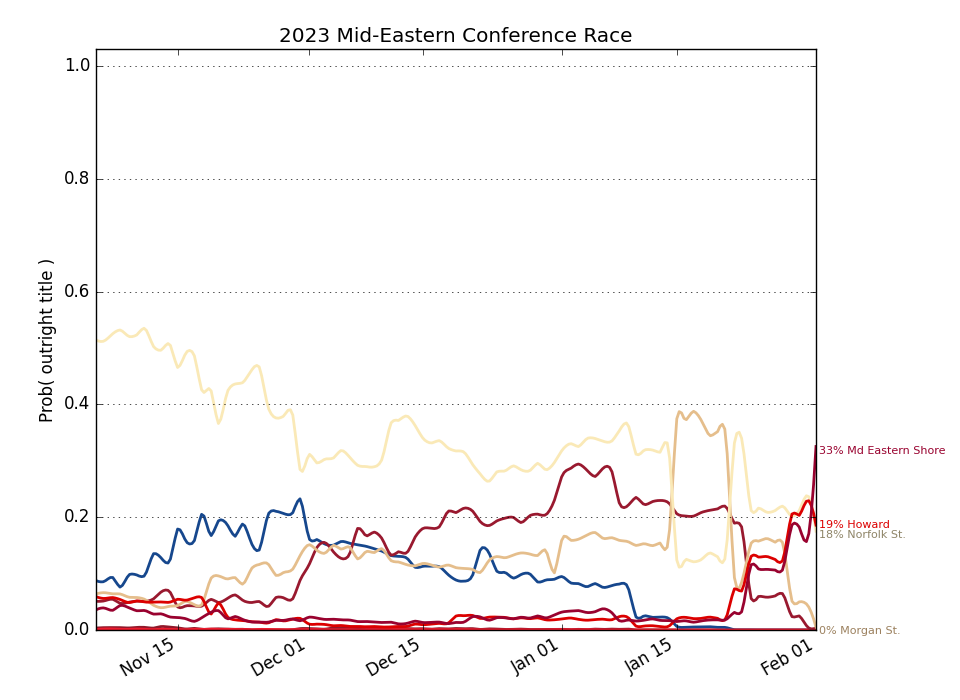 2023 Mid-Eastern Conference Race
1.0
0.8
0.6
0.4
0.2
0.0
Prob( outright title )
33% Md Eastern Shore
19% Howard
18% Norfolk St.
0% Morgan St.
Nov 15
Dec 01
Dec 15
Jan 01
Jan 15
Feb 01